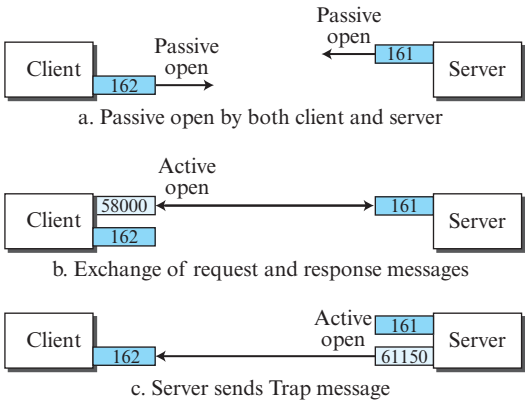 Passive
open
Passive
open
Client
162
161
Server
a. Passive open by both client and server
Active
open
Client
58000
162
161
Server
b. Exchange of request and response messages
Client
162
Active
open
161
61150
Server
c. Server sends Trap message